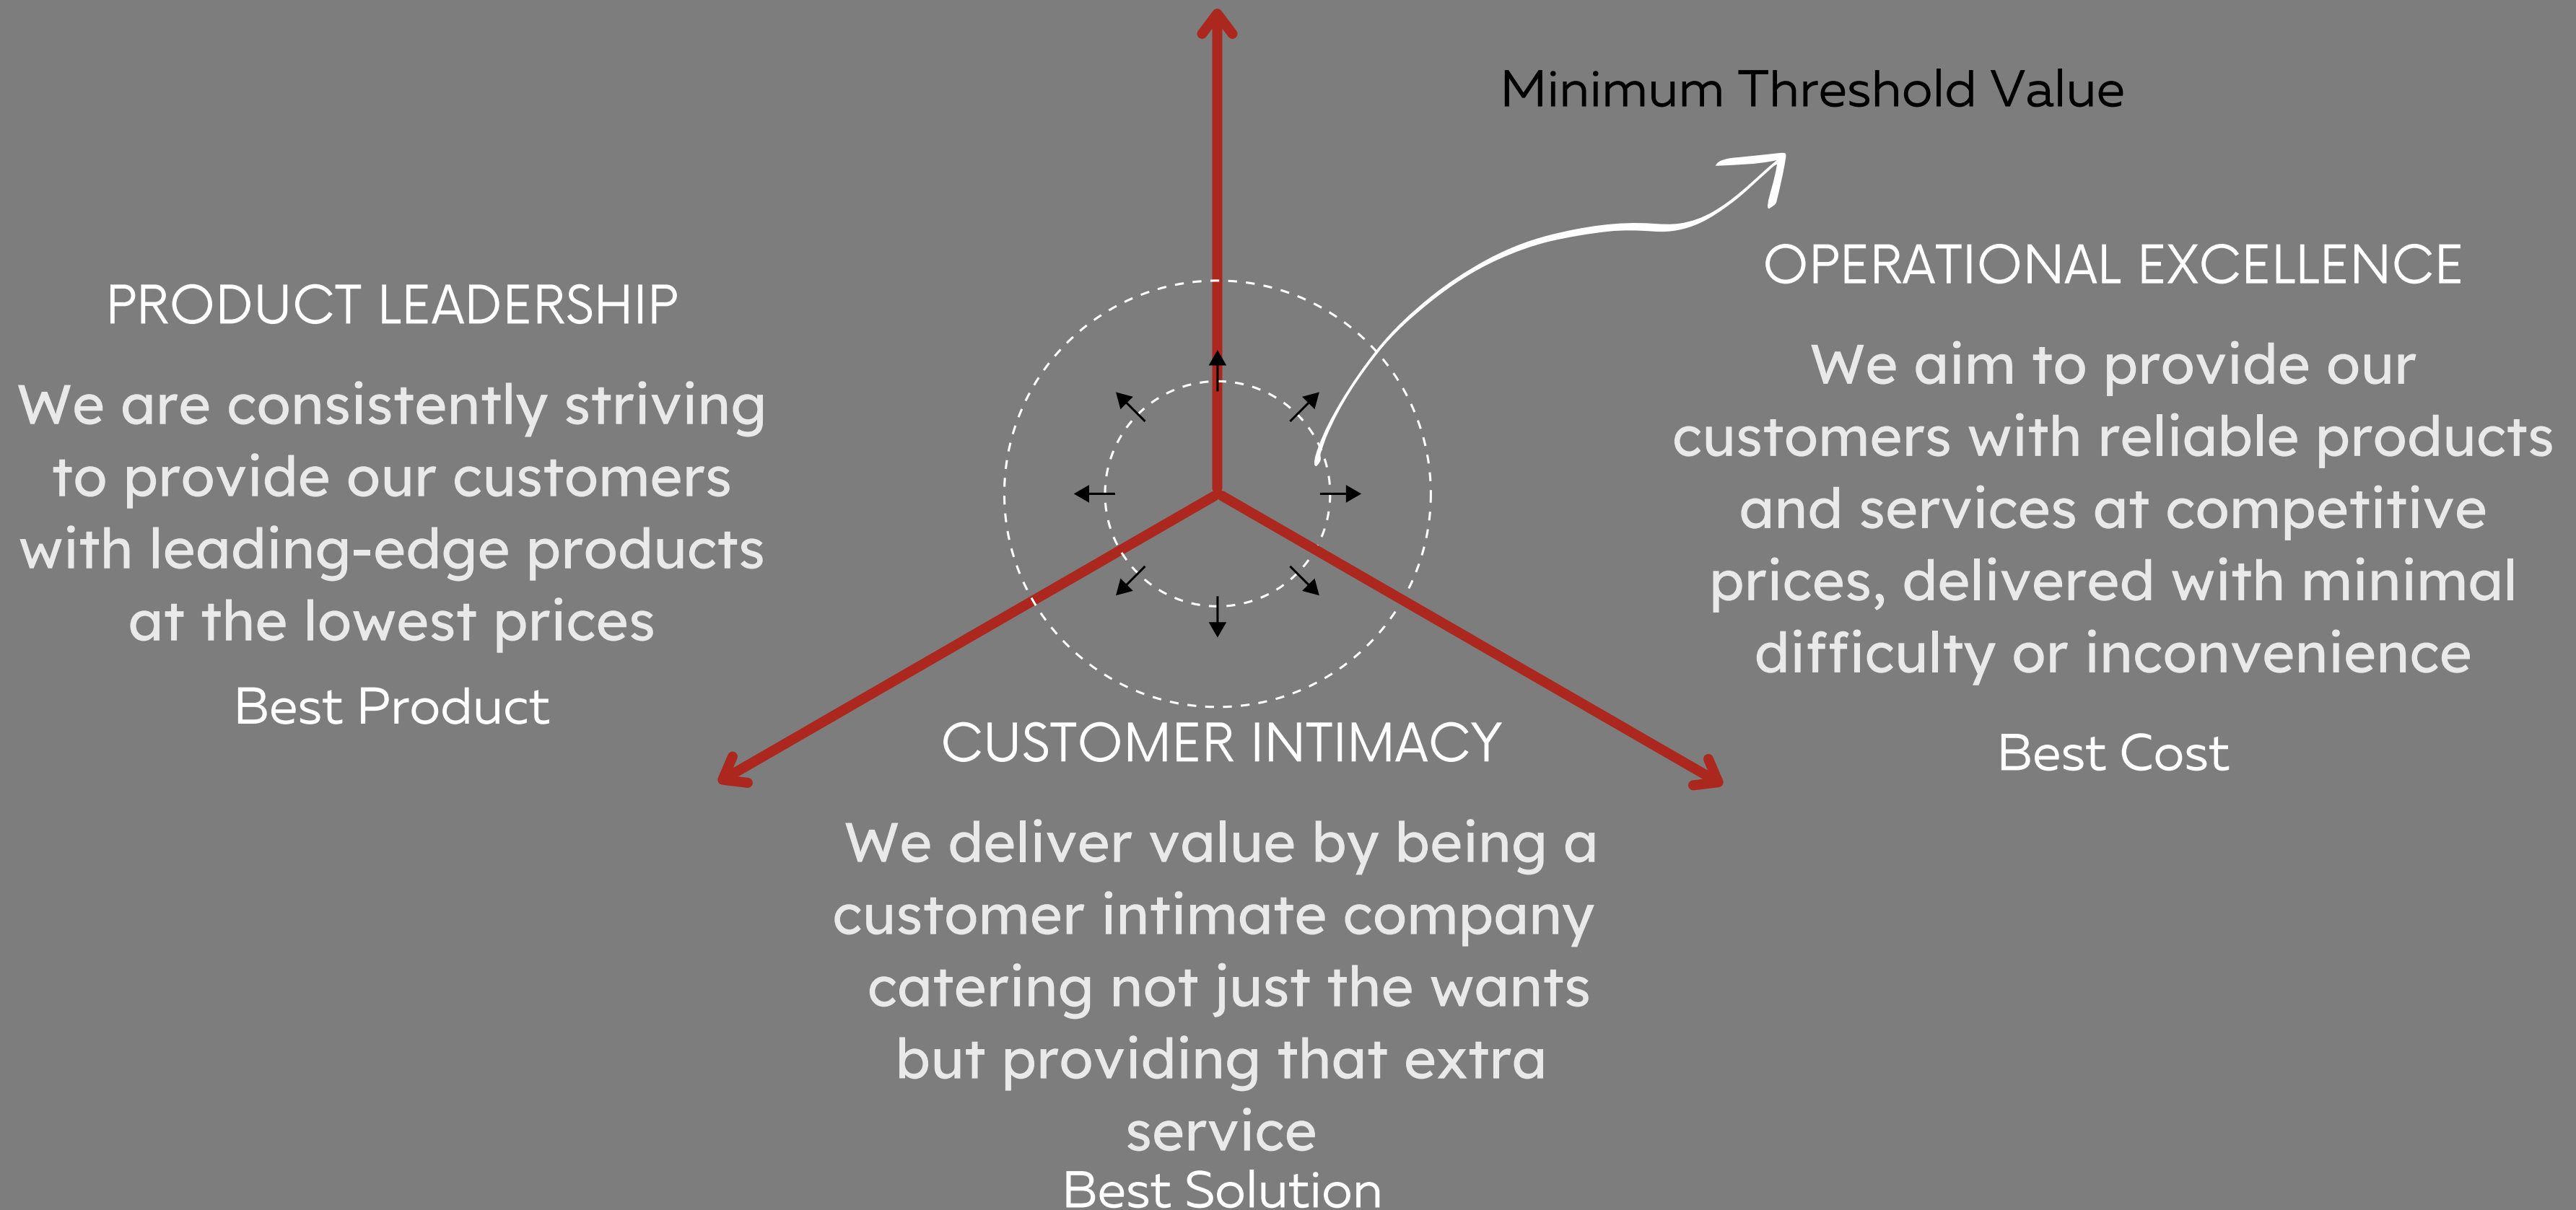 Minimum Threshold Value
PRODUCT LEADERSHIP
We are consistently striving
to provide our customers
with leading-edge products
at the lowest prices
Best Product
OPERATIONAL EXCELLENCE
We aim to provide our
customers with reliable products
and services at competitive
prices, delivered with minimal
difficulty or inconvenience
Best Cost
CUSTOMER INTIMACY
We deliver value by being a
customer intimate company
catering not just the wants
but providing that extra
service
Best Solution